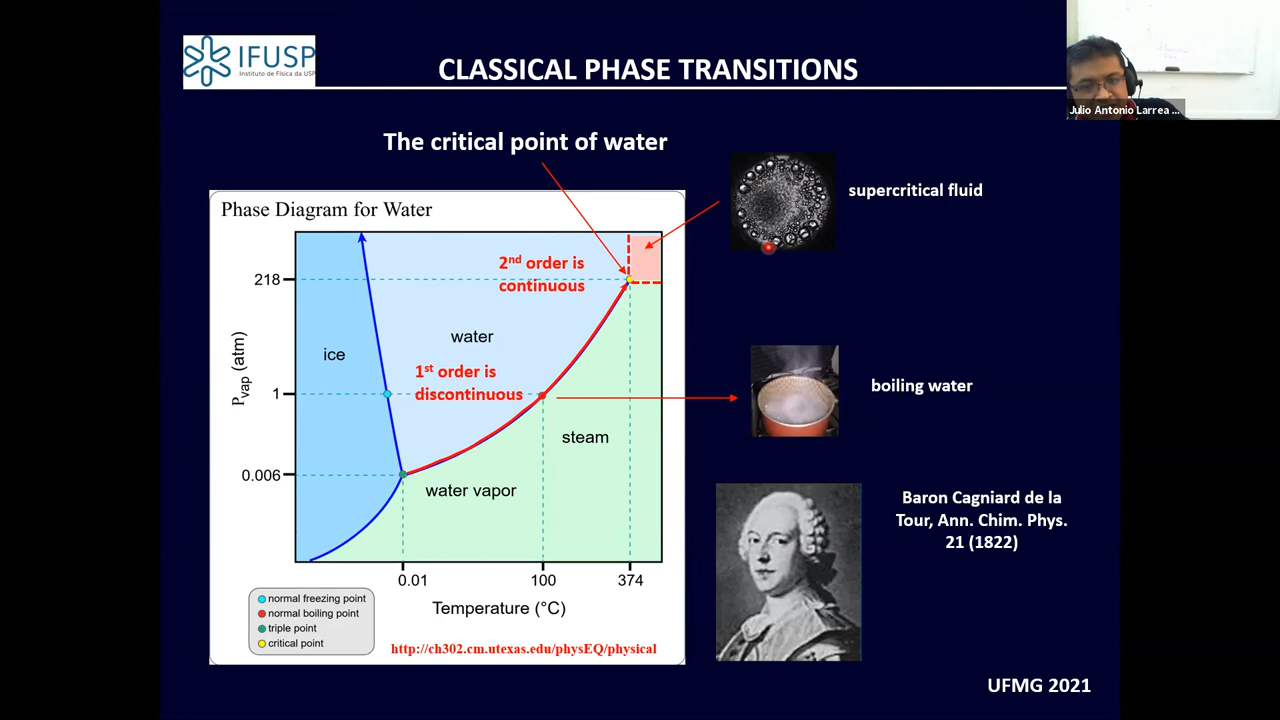 IFUSP
Instituto de Física da USP
CLASSICAL PHASE TRANSITIONS
Julio Antonio Larrea ...
The critical point of water
supercritical fluid
Phase Diagram for Water
2nd order is
continuous
218
water
ice
Pvap (atm)
1st order is
discontinuous
1
boiling water
steam
0.006
water vapor
Baron Cagniard de la
Tour, Ann. Chim. Phys.
21 (1822)
0.01
100
374
Temperature (°C)
normal freezing point
normal boiling point
triple point
critical point
http://ch302.cm.utexas.edu/physEQ/physical
UFMG 2021